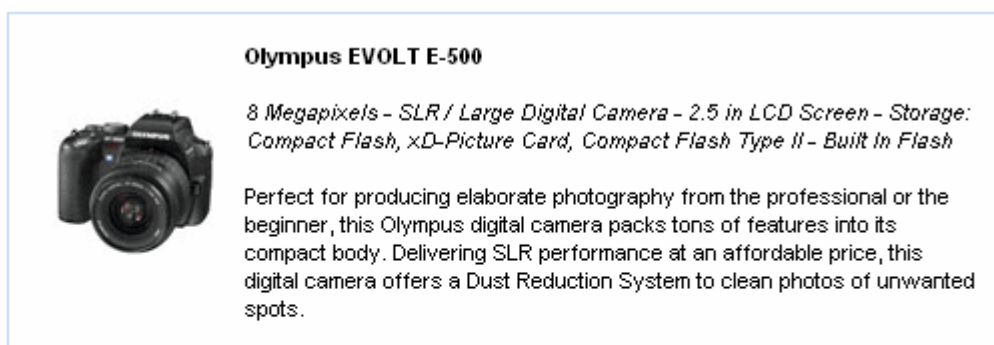 Olympus EVOLT E-500
8 Megapixels - SLR / Large Digital Camera - 2.5 in LCD Screen - Storage:
Compact Flash, xD-Picture Card, Compact Flash Type II - Built In Flash
Perfect for producing elaborate photography from the professional or the
beginner, this Olympus digital camera packs tons of features into its
compact body. Delivering SLR performance at an affordable price, this
digital camera offers a Dust Reduction System to clean photos of unwanted
spots.
OLYMPUS